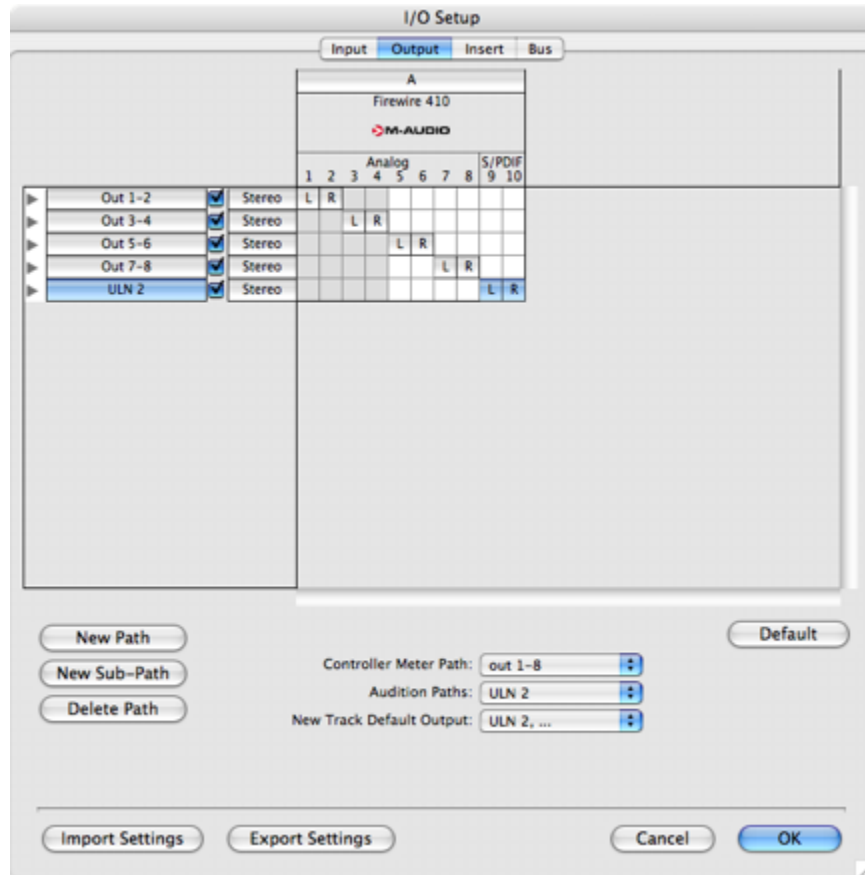 I/O Setup
Input Output Insert Bus
A
Firewire 410
M-AUDIO
Analog S/PDIF
1 2 3 4 5 6 7 8 9 10
Out 1-2 Stereo L R
Out 3-4 Stereo L R
Out 5-6 Stereo L R
Out 7-8 Stereo L R
ULN 2 Stereo L R
New Path Default
New Sub-Path Controller Meter Path: out 1-8
Delete Path Audition Paths: ULN 2
New Track Default Output: ULN 2, ...
Import Settings Export Settings Cancel OK